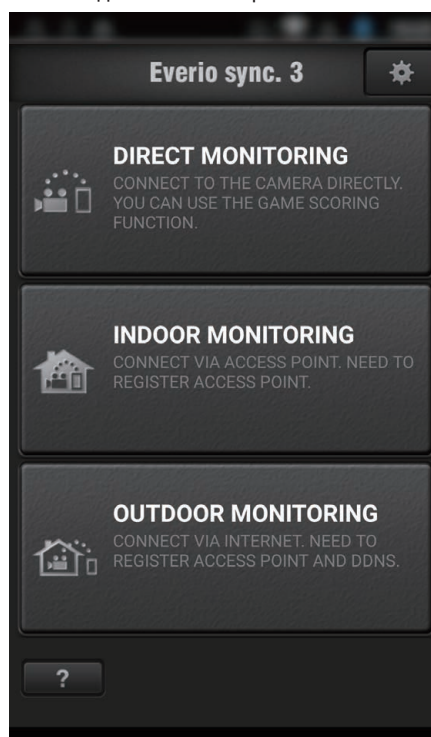 Everio sync. 3
DIRECT MONITORING
CONNECT TO THE CAMERA DIRECTLY.
YOU CAN USE THE GAME SCORING
FUNCTION.
INDOOR MONITORING
CONNECT VIA ACCESS POINT. NEED TO
REGISTER ACCESS POINT.
OUTDOOR MONITORING
CONNECT VIA INTERNET. NEED TO
REGISTER ACCESS POINT AND DDNS.
?